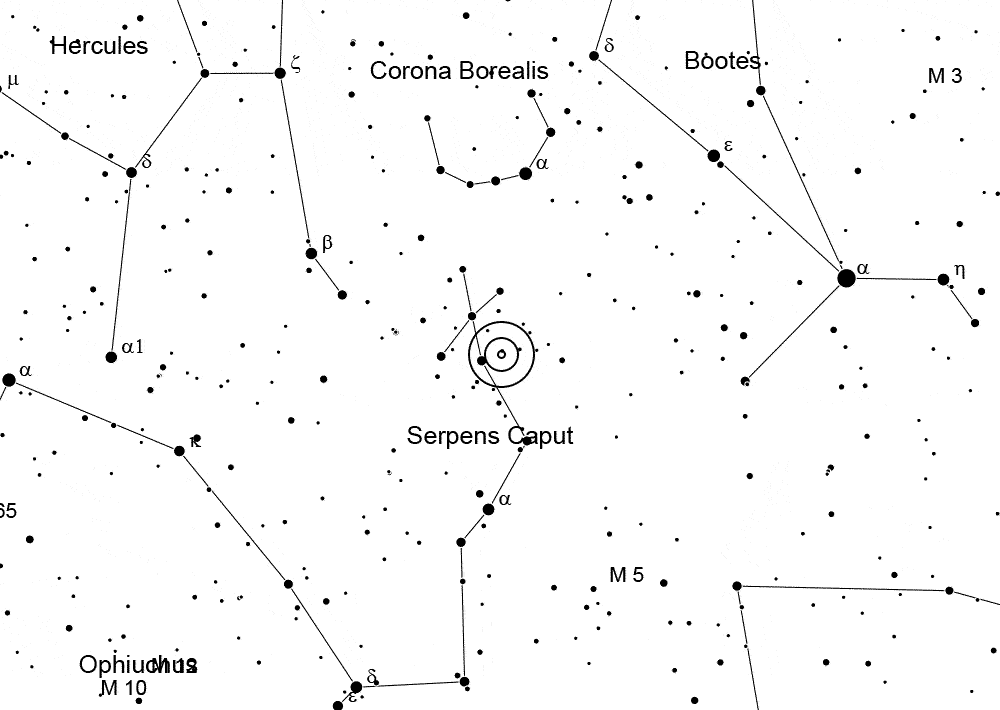 Hercules
ζ
Corona Borealis
δ
Bootes
M 3
μ
δ
α
ε
β
α
η
α1
α
κ
Serpens Caput
α
65
M 5
Ophiuchus
M 10
δ
ε